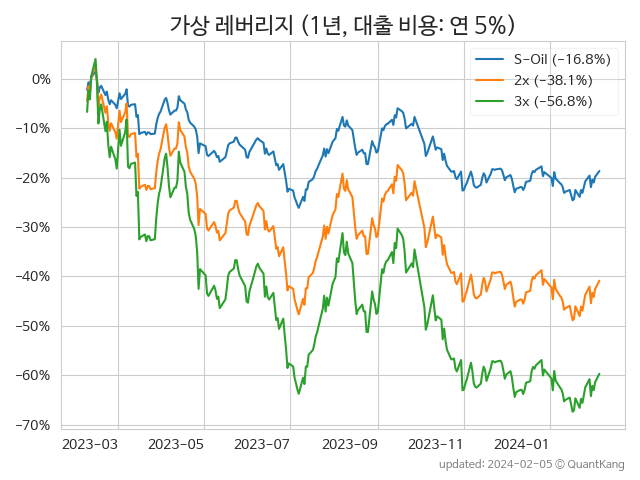 가상 레버리지 (1년, 대출 비용: 연 5%)
S-Oil (−16.8%)
2x (−38.1%)
3x (−56.8%)
0%
−10%
−20%
−30%
−40%
−50%
−60%
−70%
2023-03 2023-05 2023-07 2023-09 2023-11 2024-01
updated: 2024-02-05 © QuantKang